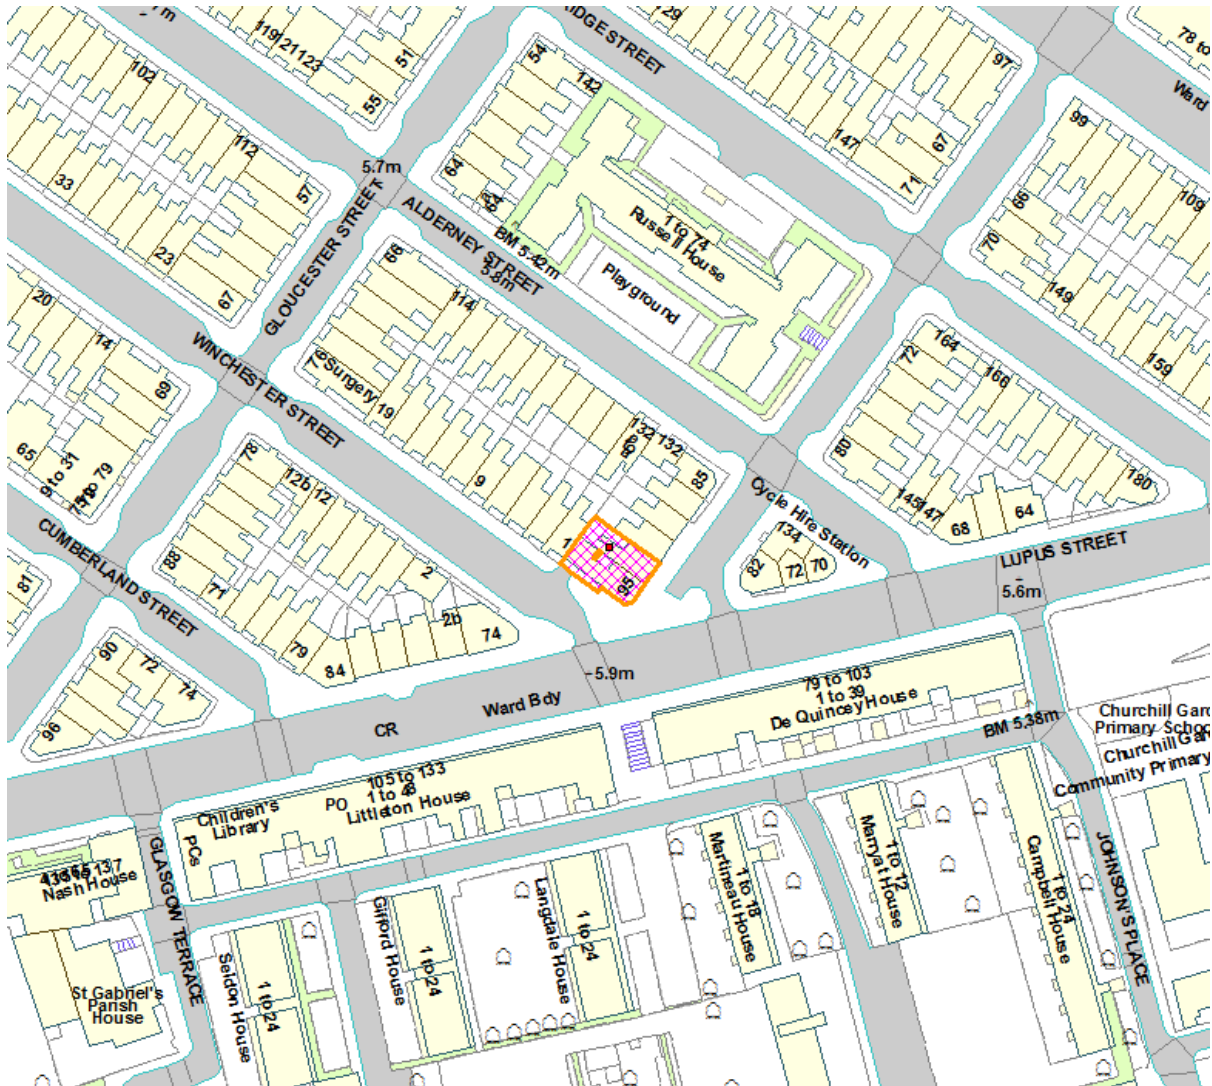 119
121
123
51
55
102
112
57
33
23
67
54
142
64
64
5.7m
RIDGE STREET
129
147
97
67
71
78 to
Ward
99
109
66
70
149
159
GLOUCESTER STREET
ALDERNEY STREET
BM 5.42m
5.8m
1 to 74
Russell House
Playground
66
114
76
Surgery
19
9
132
132
85
1
95
20
14
69
65
9 to 31
WINCHESTER STREET
78
12b
12
88
71
2
2b
79
84
74
CUMBERLAND STREET
81
90
72
74
96
72
164
166
80
145
147
68
64
180
Cycle Hire Station
134
82
72
70
LUPUS STREET
5.6m
5.9m
Ward Bdy
CR
79 to 103
1 to 39
De Quincey House
BM 5.38m
Churchill Gard
Primary School
Churchill Gar
Community Primary
105 to 133
1 to 48
Littleton House
PO
Children's
Library
PCs
Nash House
GLASGOW TERRACE
St Gabriel's
Parish
House
Seldon House
1 to 24
Gifford House
1 to 24
Langdale House
1 to 24
Martineau House
1 to 18
Marryat House
1 to 12
Campbell House
1 to 24
JOHNSON'S PLACE